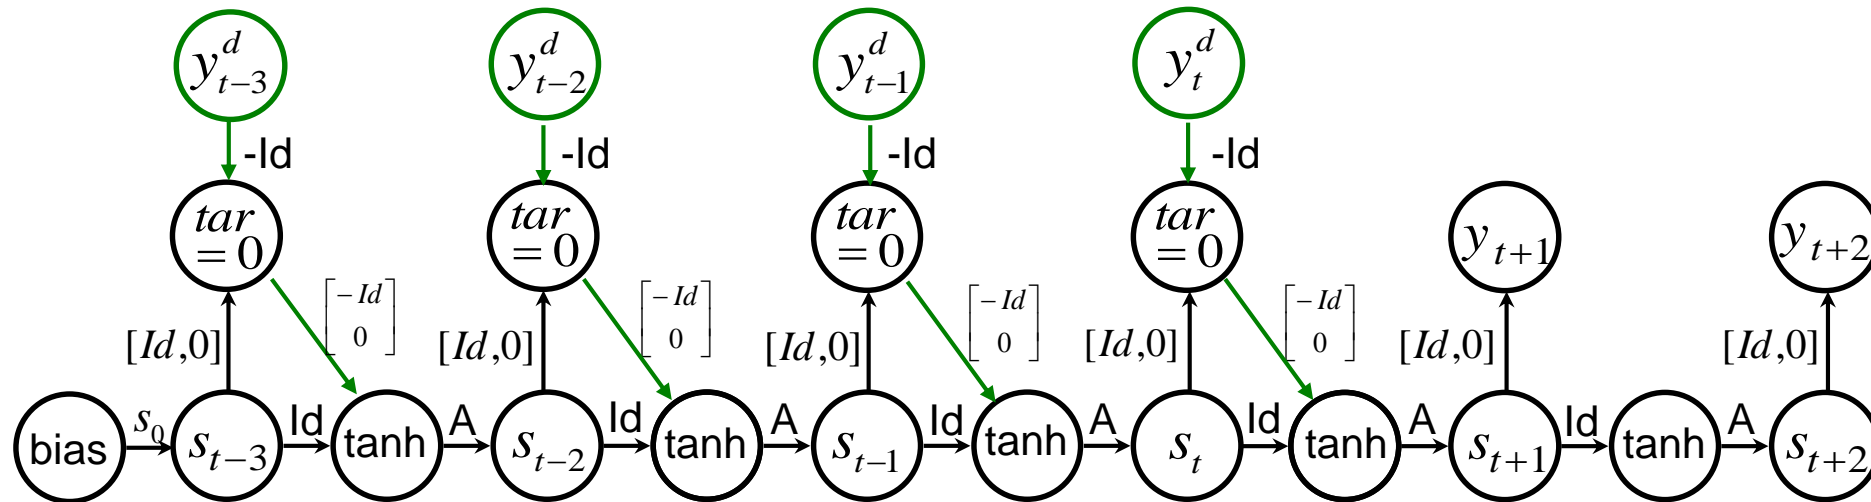 y^d_{t-3} y^d_{t-2} y^d_{t-1} y^d_t
-Id -Id -Id -Id
tar =0 tar =0 tar =0 tar =0 y_{t+1} y_{t+2}
[-Id 0] [-Id 0] [-Id 0] [-Id 0]
[Id,0] [Id,0] [Id,0] [Id,0] [Id,0] [Id,0]
bias s_0 s_{t-3} Id tanh A s_{t-2} Id tanh A s_{t-1} Id tanh A s_t Id tanh A s_{t+1} Id tanh A s_{t+2}